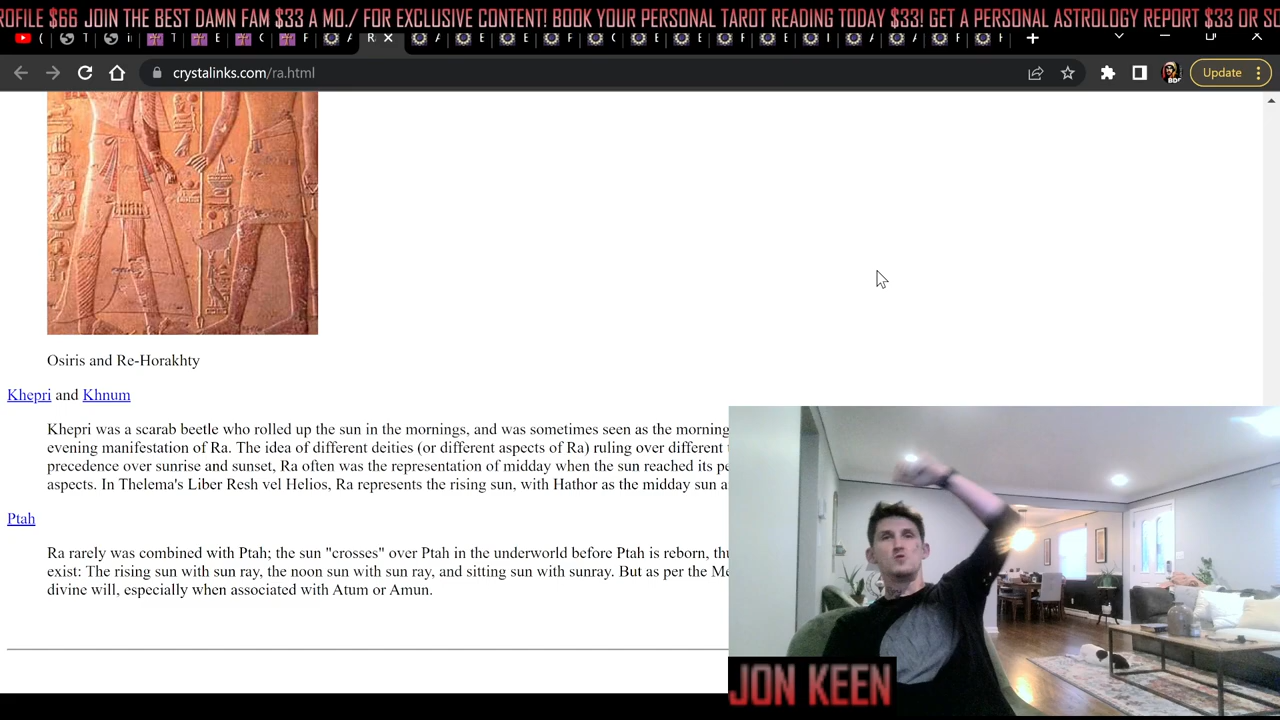 ROFILE $66 JOIN THE BEST DAMN FAM $33 A MO./ FOR EXCLUSIVE CONTENT! BOOK YOUR PERSONAL TAROT READING TODAY $33! GET A PERSONAL ASTROLOGY REPORT $33 OR SO
crystalinks.com/ra.html
Update
Osiris and Re-Horakhty
Khepri and Khnum
Khepri was a scarab beetle who rolled up the sun in the mornings, and was sometimes seen as the morning
evening manifestation of Ra. The idea of different deities (or different aspects of Ra) ruling over different
precedence over sunrise and sunset, Ra often was the representation of midday when the sun reached its pe
aspects. In Thelema's Liber Resh vel Helios, Ra represents the rising sun, with Hathor as the midday sun a
Ptah
Ra rarely was combined with Ptah; the sun "crosses" over Ptah in the underworld before Ptah is reborn, thu
exist: The rising sun with sun ray, the noon sun with sun ray, and sitting sun with sunray. But as per the Me
divine will, especially when associated with Atum or Amun.
JON KEEN